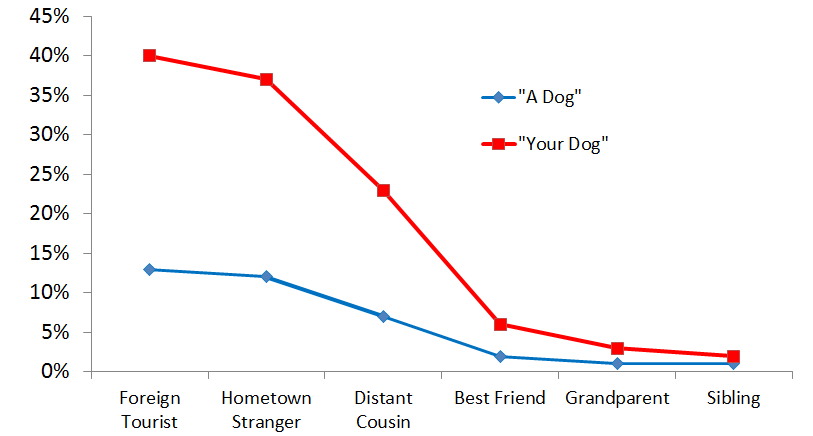 45%
40%
35%
30%
25%
20%
15%
10%
5%
0%
"A Dog"
"Your Dog"
Foreign
Tourist
Hometown
Stranger
Distant
Cousin
Best Friend
Grandparent
Sibling